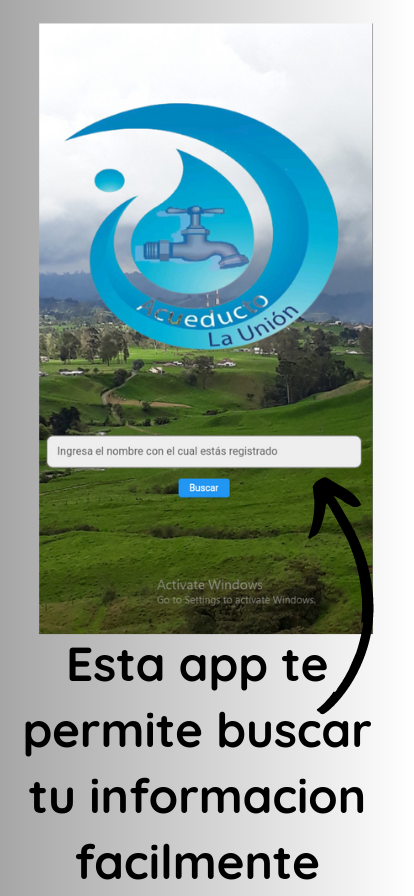 Acueducto
La Unión
Ingresa el nombre con el cual estás registrado
Buscar
Activate Windows
Go to Settings to activate Windows.
Esta app te
permite buscar
tu informacion
facilmente